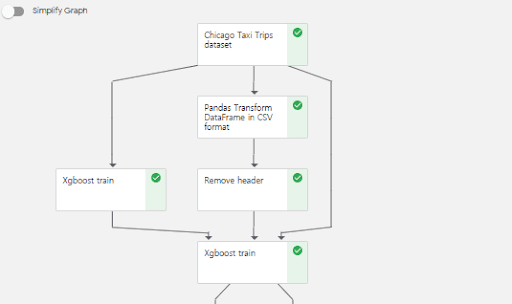 Simplify Graph
Chicago Taxi Trips
dataset
Pandas Transform
DataFrame in CSV
format
Xgboost train
Remove header
Xgboost train